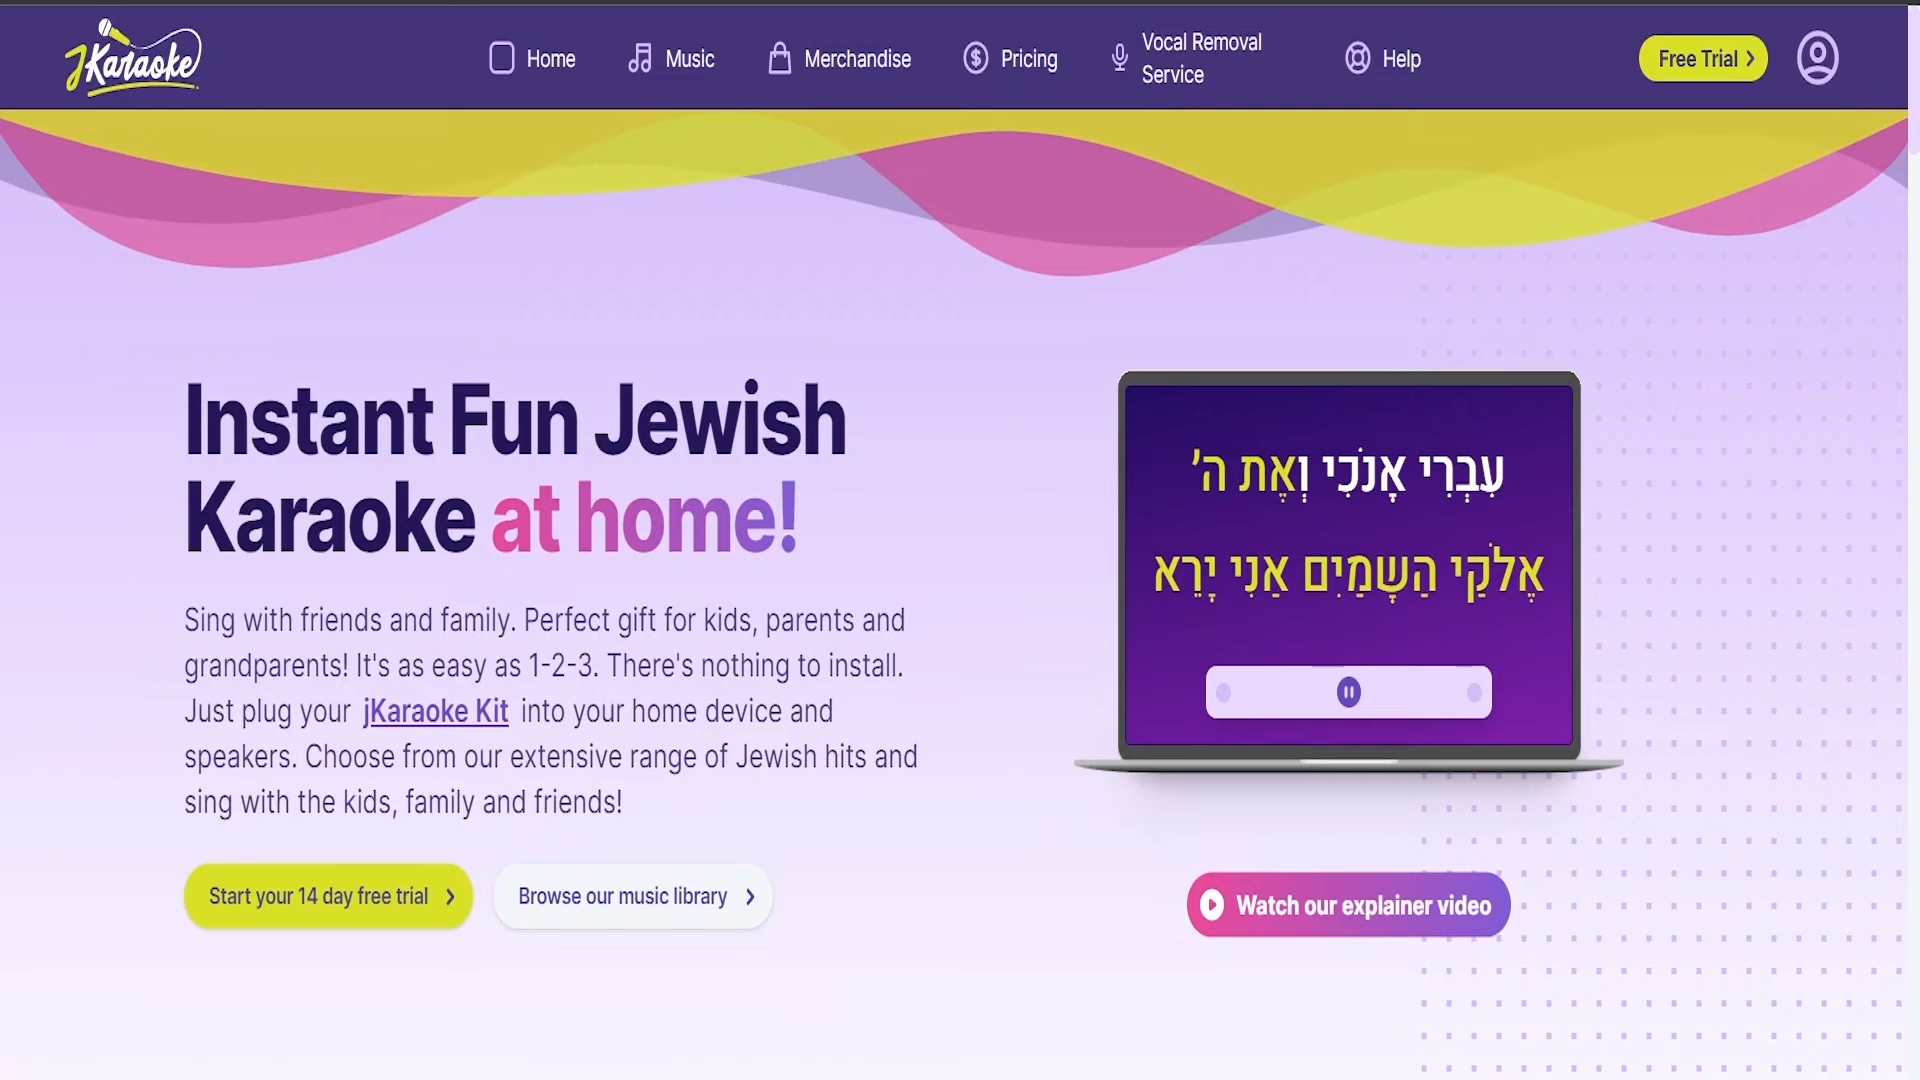 jKaraoke
Home
Music
Merchandise
Pricing
Vocal Removal
Service
Help
Free Trial
Instant Fun Jewish
Karaoke at home!
Sing with friends and family. Perfect gift for kids, parents and
grandparents! It's as easy as 1-2-3. There's nothing to install.
Just plug your jKaraoke Kit into your home device and
speakers. Choose from our extensive range of Jewish hits and
sing with the kids, family and friends!
Start your 14 day free trial
Browse our music library
עִבְרִי אָנֹכִי וְאֶת ה'
אֱלֹקֵי הַשָּׁמַיִם אֲנִי יָרֵא
Watch our explainer video